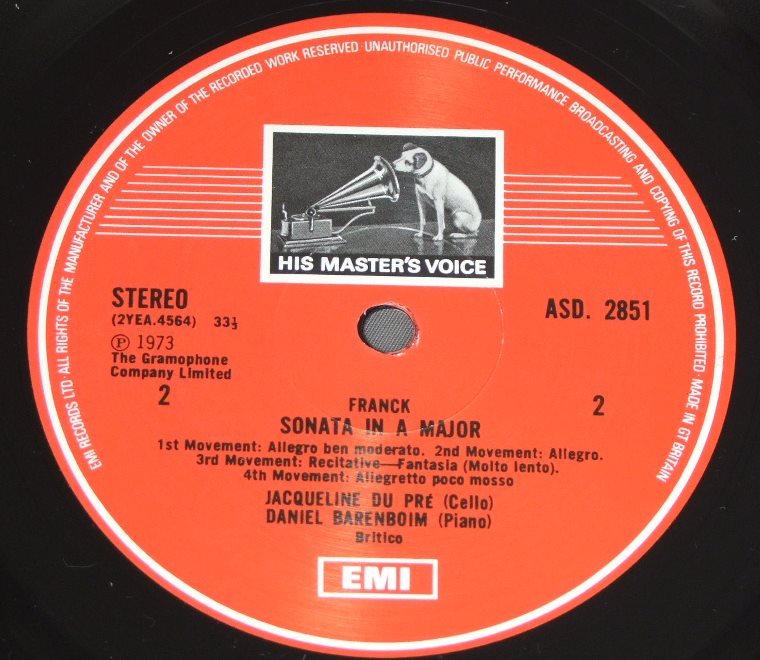 EMI RECORDS LTD · ALL RIGHTS OF THE MANUFACTURER AND OF THE OWNER OF THE RECORDED WORK RESERVED · UNAUTHORISED PUBLIC PERFORMANCE BROADCASTING AND COPYING OF THIS RECORD PROHIBITED · MADE IN GT BRITAIN
HIS MASTER'S VOICE
STEREO
(2YEA.4564) 33⅓
ASD. 2851
Ⓟ 1973
The Gramophone
Company Limited
2
2
FRANCK
SONATA IN A MAJOR
1st Movement: Allegro ben moderato. 2nd Movement: Allegro.
3rd Movement: Recitative—Fantasia (Molto lento).
4th Movement: Allegretto poco mosso
JACQUELINE DU PRÉ (Cello)
DANIEL BARENBOIM (Piano)
Britico
EMI